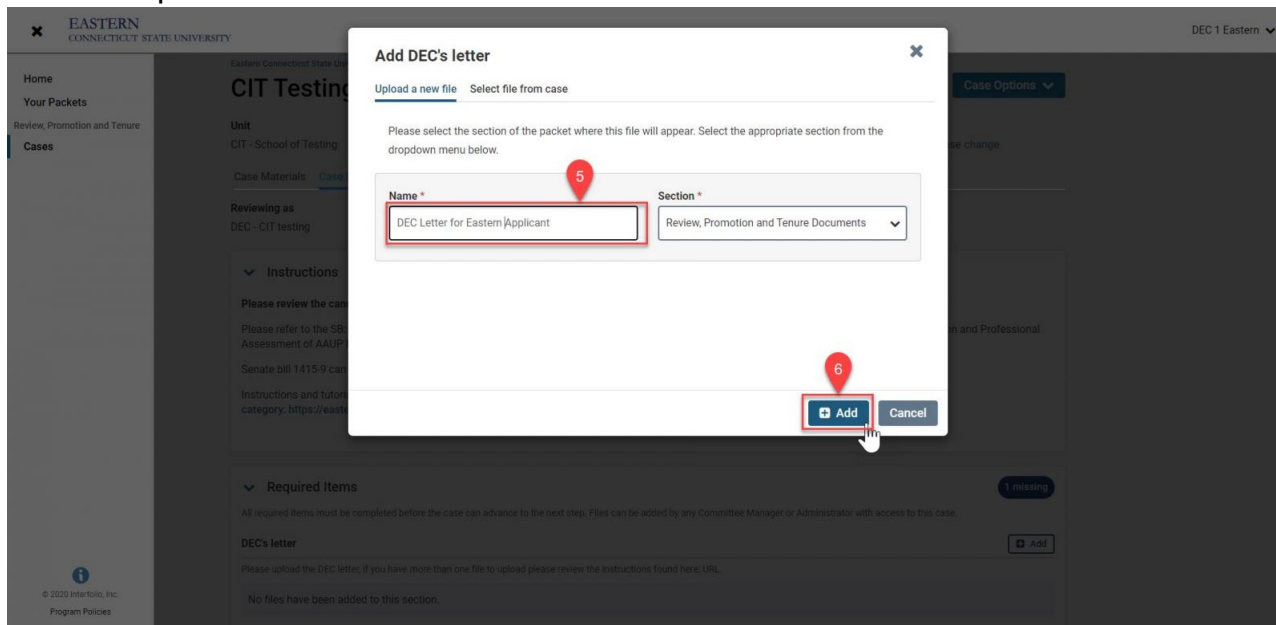 EASTERN
CONNECTICUT STATE UNIVERSITY
DEC 1 Eastern
Home
Your Packets
Review, Promotion and Tenure
Cases
Eastern Connecticut State
CIT Testing
Case Options
Unit
CIT - School of Testing
se change
Case Materials Case
Reviewing as
DEC - CIT testing
Instructions
Please review the can
Please refer to the SB:
on and Professional
Assessment of AAUP
Senate bill 1415-9 can
Instructions and tutori
category: https://easte
Add DEC's letter
Upload a new file Select file from case
Please select the section of the packet where this file will appear. Select the appropriate section from the
dropdown menu below.
5
Name * Section *
DEC Letter for Eastern Applicant Review, Promotion and Tenure Documents
6
Add Cancel
Required Items 1 missing
All required items must be completed before the case can advance to the next step. Files can be added by any Committee Manager or Administrator with access to this case.
DEC's letter Add
Please upload the DEC letter, if you have more than one file to upload please review the instructions found here, URL.
No files have been added to this section.
© 2020 Interfolio, Inc.
Program Policies